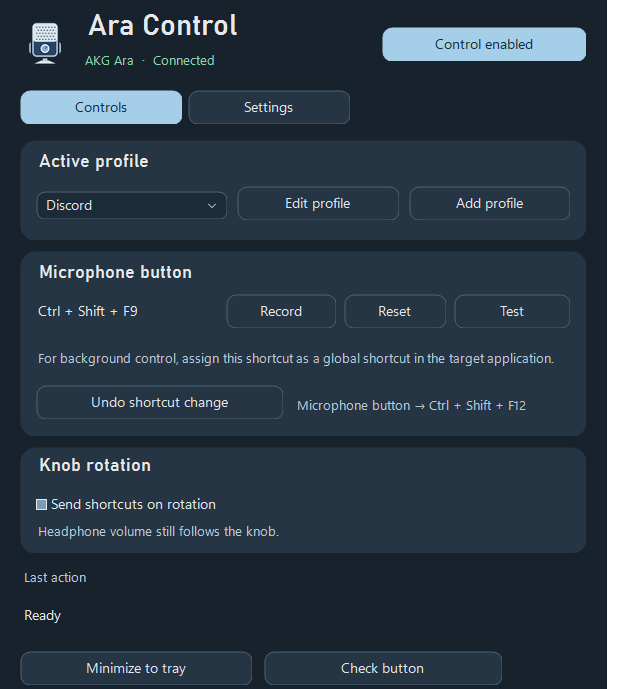 Ara Control
AKG Ara · Connected
Control enabled
Controls
Settings
Active profile
Discord
Edit profile
Add profile
Microphone button
Ctrl + Shift + F9
Record
Reset
Test
For background control, assign this shortcut as a global shortcut in the target application.
Undo shortcut change
Microphone button → Ctrl + Shift + F12
Knob rotation
Send shortcuts on rotation
Headphone volume still follows the knob.
Last action
Ready
Minimize to tray
Check button